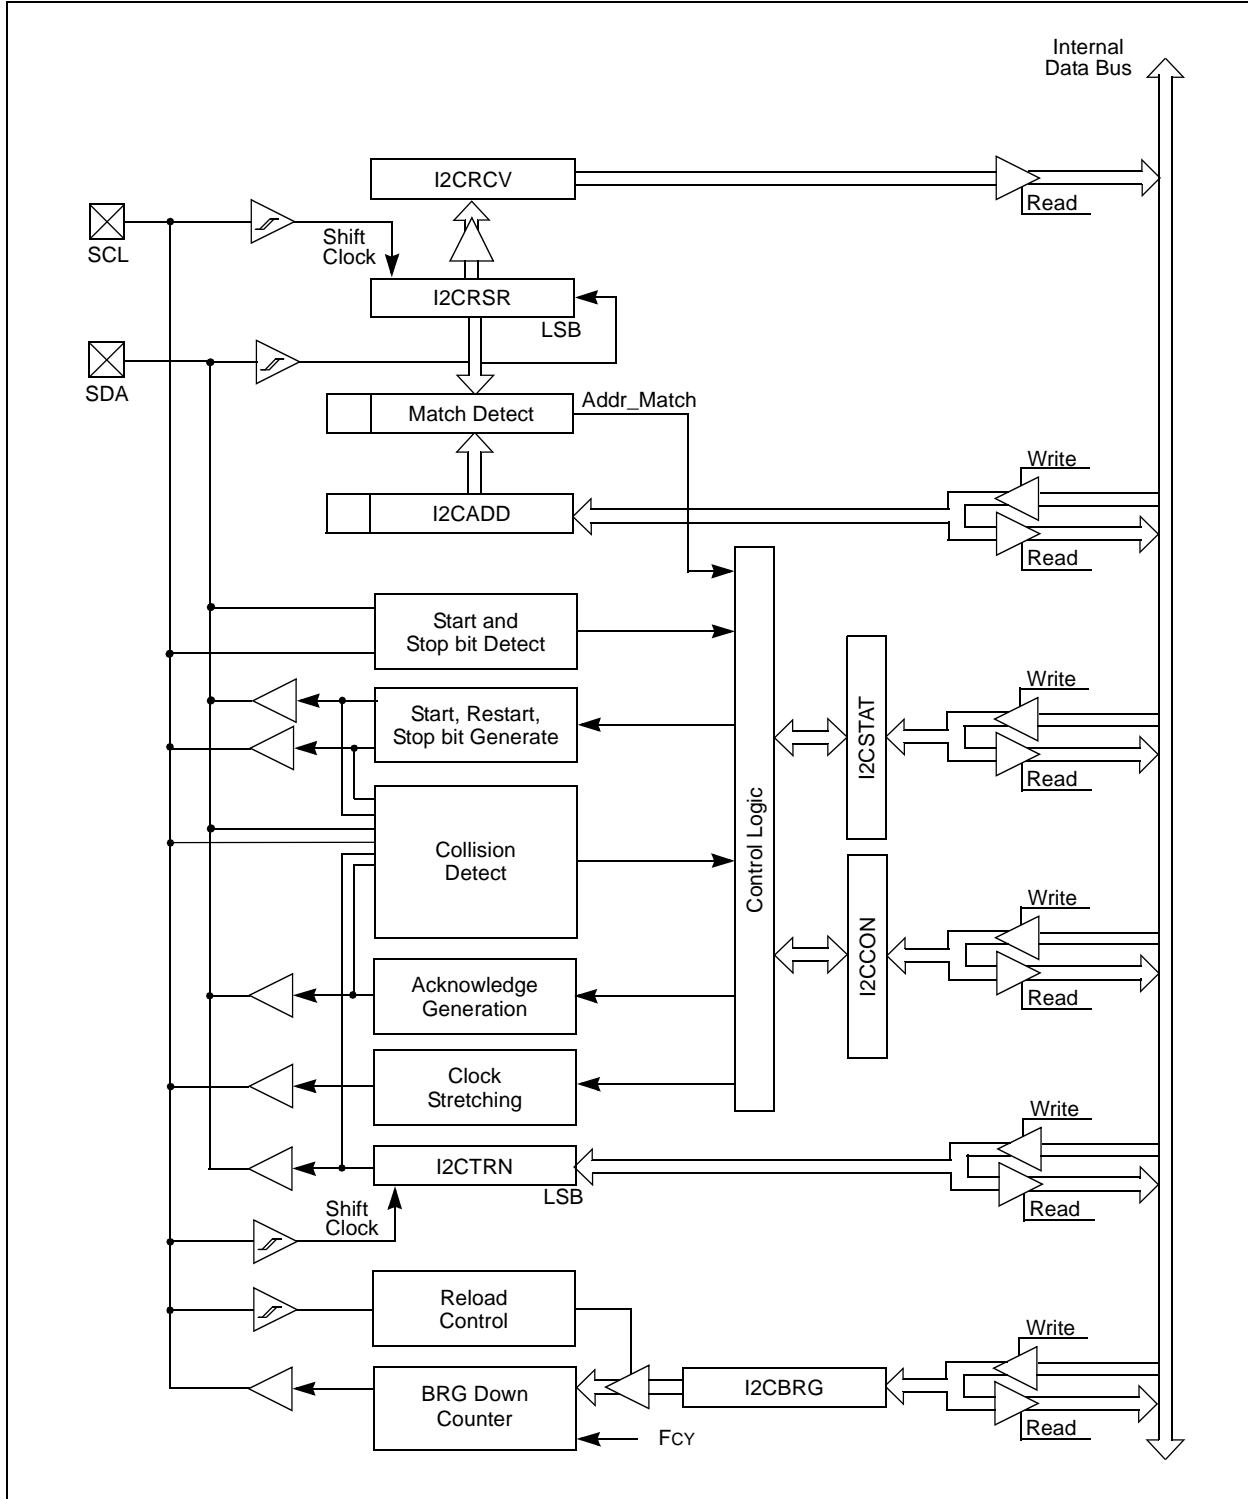 Internal
Data Bus
I2CRCV
Read
SCL
Shift
Clock
I2CRSR
LSB
SDA
Match Detect
Addr_Match
Write
I2CADD
Read
Start and
Stop bit Detect
Start, Restart,
Stop bit Generate
Write
I2CSTAT
Read
Control Logic
Collision
Detect
Write
I2CCON
Read
Acknowledge
Generation
Clock
Stretching
Write
I2CTRN
LSB
Read
Shift
Clock
Reload
Control
Write
I2CBRG
BRG Down
Counter
Read
FCY